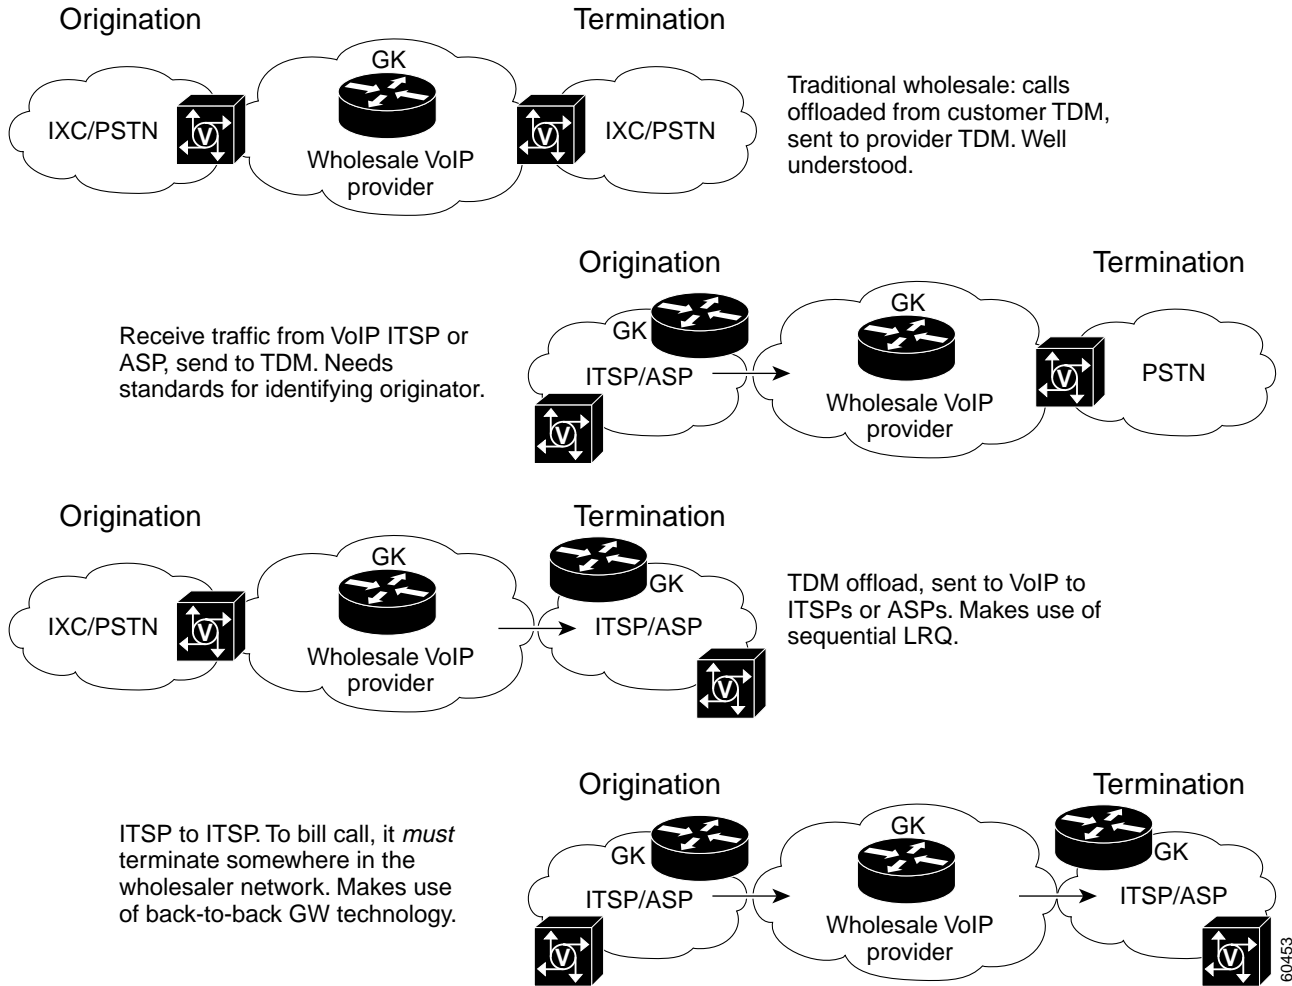 Origination
Termination
GK
IXC/PSTN
V
Wholesale VoIP
provider
V
IXC/PSTN
Traditional wholesale: calls
offloaded from customer TDM,
sent to provider TDM. Well
understood.
Origination
Termination
Receive traffic from VoIP ITSP or
ASP, send to TDM. Needs
standards for identifying originator.
GK
ITSP/ASP
V
GK
Wholesale VoIP
provider
V
PSTN
Origination
Termination
IXC/PSTN
V
GK
Wholesale VoIP
provider
GK
ITSP/ASP
V
TDM offload, sent to VoIP to
ITSPs or ASPs. Makes use of
sequential LRQ.
Origination
Termination
ITSP to ITSP. To bill call, it must
terminate somewhere in the
wholesaler network. Makes use
of back-to-back GW technology.
GK
ITSP/ASP
V
GK
Wholesale VoIP
provider
GK
ITSP/ASP
V
60453